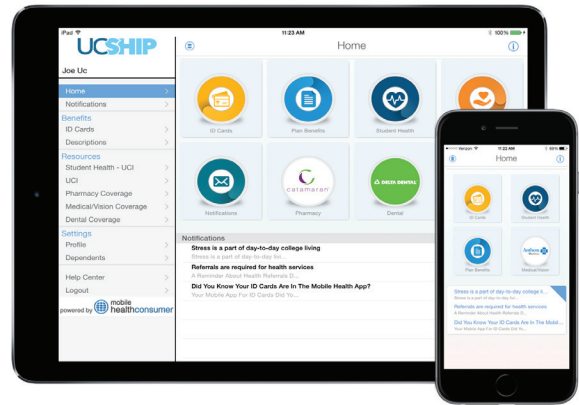 iPad
11:23 AM
100%
UCSHIP
Home
Joe Uc
Home
Notifications
Benefits
ID Cards
Descriptions
Resources
Student Health - UCI
UCI
Pharmacy Coverage
Medical/Vision Coverage
Dental Coverage
Settings
Profile
Dependents
Help Center
Logout
powered by mobile healthconsumer
ID Cards
Plan Benefits
Student Health
Notifications
catamaran
Pharmacy
DELTA DENTAL
Dental
Notifications
Stress is a part of day-to-day college living
Stress is a part of day-to-day livi...
Referrals are required for health services
A Reminder About Health Referrals D...
Did You Know Your ID Cards Are In The Mobile Health App?
Your Mobile App For ID Cards Did Yo...
Verizon
11:22 AM
Home
ID Cards
Student Health
Plan Benefits
Anthem
Medical/Vision
Stress is a part of day-to-day college li...
Stress is a part of day-to-day livi...
Referrals are required for health services
A Reminder About Health Referrals D...
Did You Know Your ID Cards Are In The Mobil...
Your Mobile App For ID Cards Did Yo...